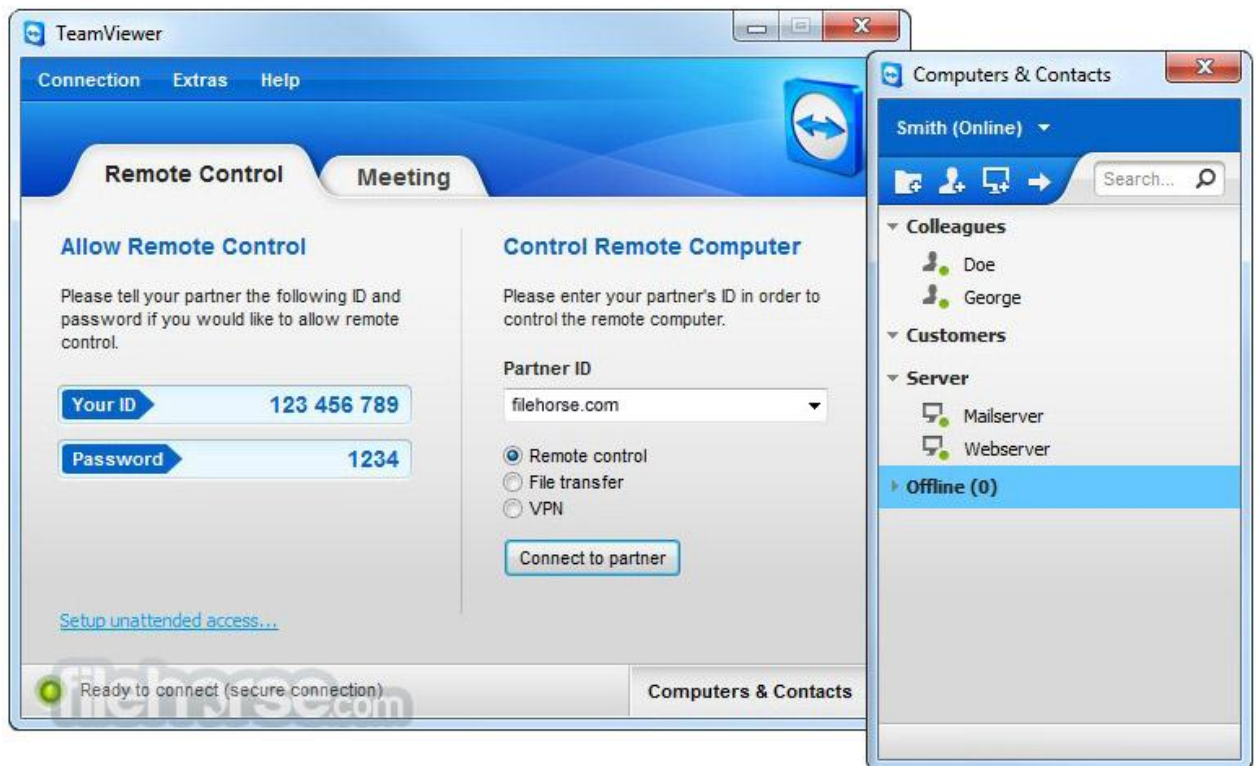 TeamViewer
Connection Extras Help
Remote Control Meeting
Allow Remote Control
Please tell your partner the following ID and
password if you would like to allow remote
control.
Your ID 123 456 789
Password 1234
Setup unattended access...
Control Remote Computer
Please enter your partner's ID in order to
control the remote computer.
Partner ID
filehorse.com
Remote control
File transfer
VPN
Connect to partner
Ready to connect (secure connection)
filehorse.com
Computers & Contacts
Computers & Contacts
Smith (Online)
Search...
Colleagues
Doe
George
Customers
Server
Mailserver
Webserver
Offline (0)